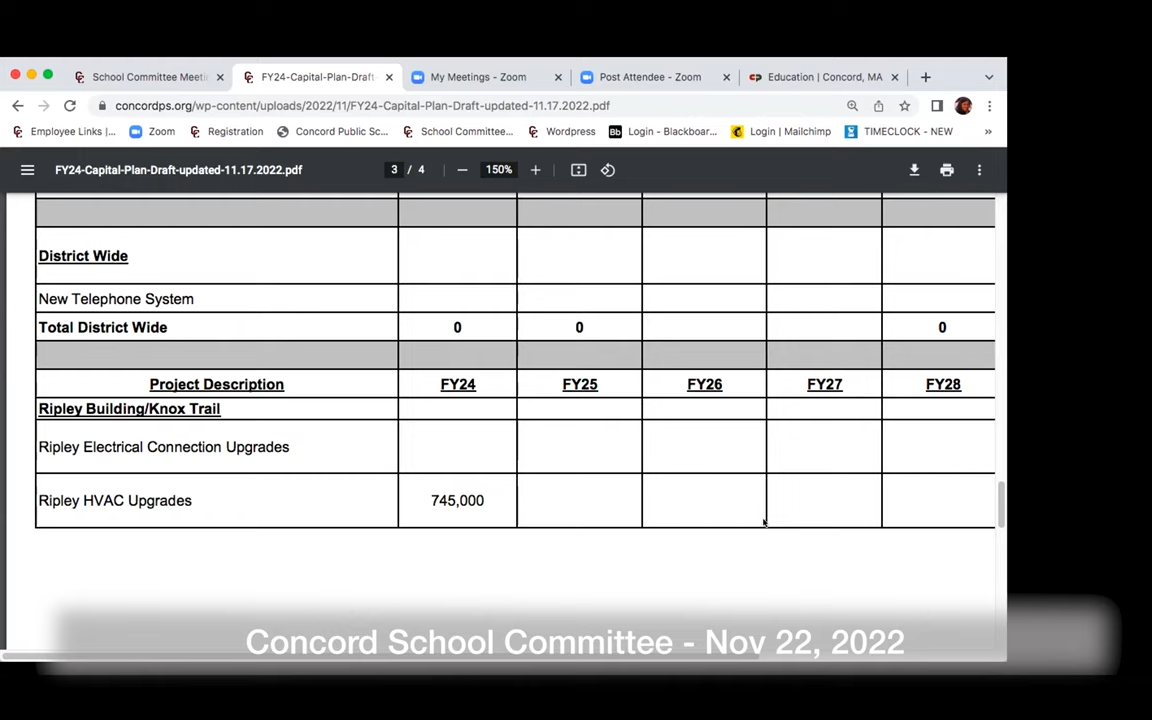 School Committee Meeti
FY24-Capital-Plan-Draft-
My Meetings - Zoom
Post Attendee - Zoom
Education | Concord, MA
concordps.org/wp-content/uploads/2022/11/FY24-Capital-Plan-Draft-updated-11.17.2022.pdf
Employee Links |...
Zoom
Registration
Concord Public Sc...
School Committee...
Wordpress
Bb Login - Blackboar...
Login | Mailchimp
TIMECLOCK - NEW
»
FY24-Capital-Plan-Draft-updated-11.17.2022.pdf
3 / 4
150%
District Wide
New Telephone System
Total District Wide 0 0 0
Project Description FY24 FY25 FY26 FY27 FY28
Ripley Building/Knox Trail
Ripley Electrical Connection Upgrades
Ripley HVAC Upgrades 745,000
Concord School Committee - Nov 22, 2022